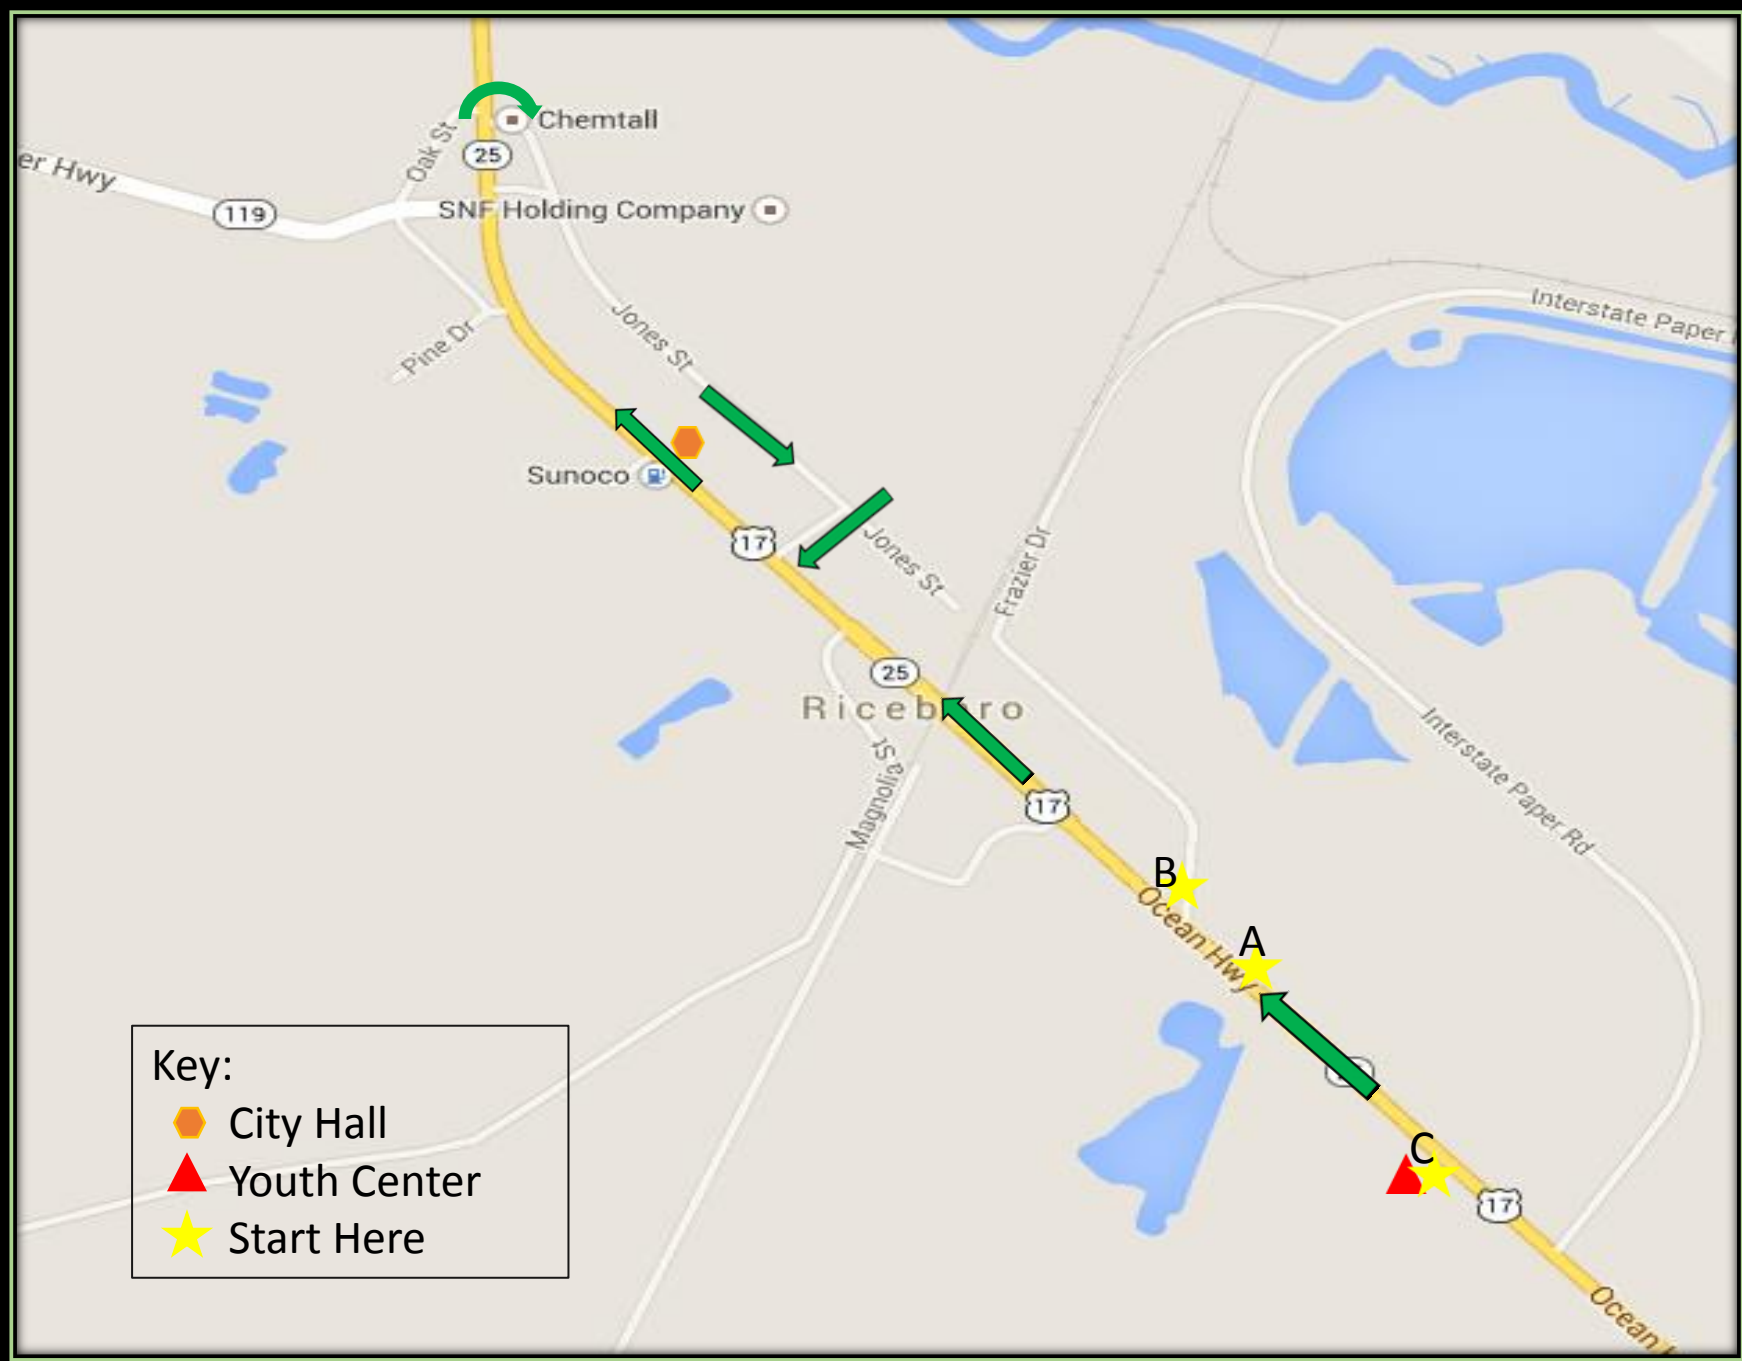 Chemtall
Oak St
25
er Hwy
119
SNF Holding Company
Interstate Paper
Jones St
Pine Dr
Sunoco
17
Jones St
Frazier Dr
25
Riceboro
Interstate Paper Rd
Magnolia St
17
B
Ocean Hwy
A
C
17
Ocean
Key:
City Hall
Youth Center
Start Here